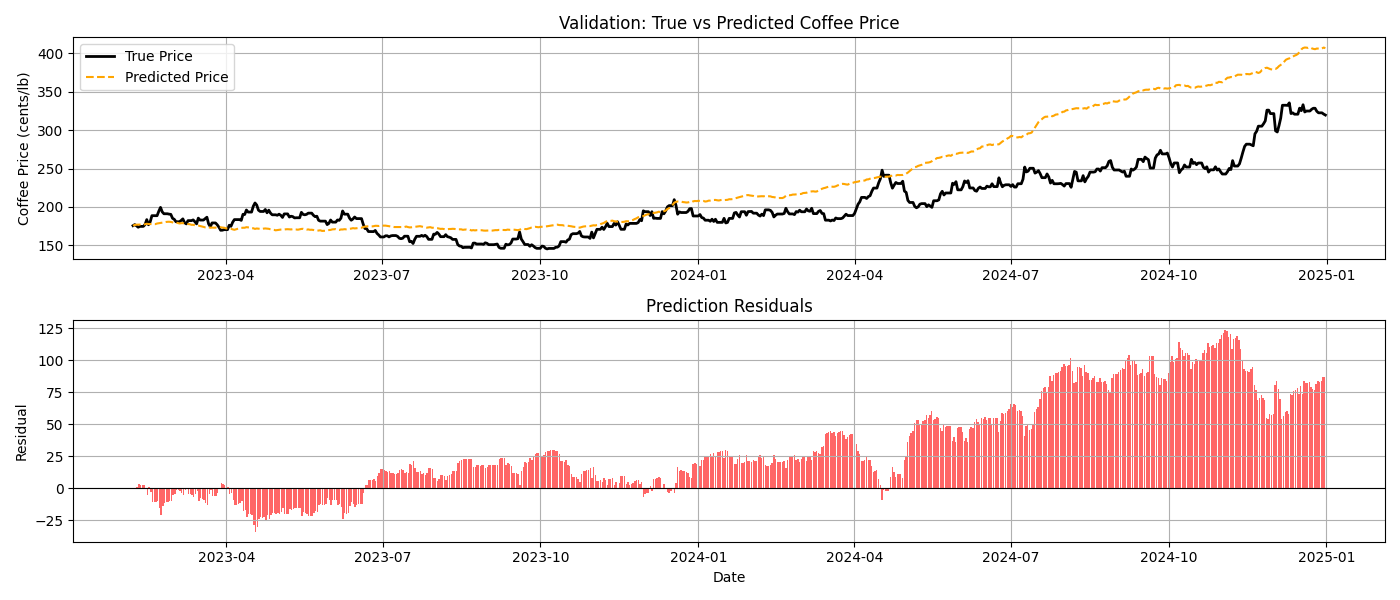 Validation: True vs Predicted Coffee Price
Coffee Price (cents/lb)
400
350
300
250
200
150
True Price
Predicted Price
2023-04 2023-07 2023-10 2024-01 2024-04 2024-07 2024-10 2025-01
Prediction Residuals
Residual
125
100
75
50
25
0
−25
2023-04 2023-07 2023-10 2024-01 2024-04 2024-07 2024-10 2025-01
Date